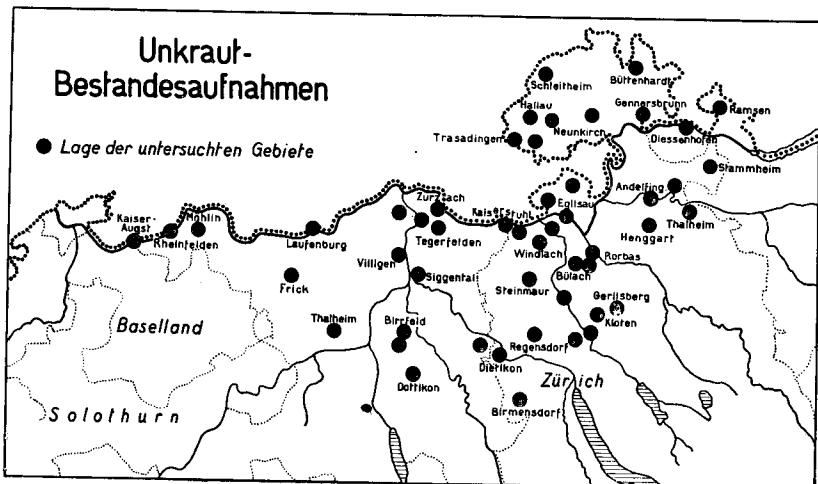 Unkraut-
Bestandesaufnahmen
Lage der untersuchten Gebiete
Schleitheim
Büttenhardt
Hallau
Gennersbrunn
Ramsen
Trasadingen
Neunkirch
Diessenhofen
Stammheim
Andelfing.
Thalheim
Henggart
Zurzach
Kaiserstuhl
Eglisau
Kaiser-
Augst
Möhlin
Rheinfelden
Laufenburg
Tegerfelden
Windlach
Rorbas
Villigen
Siggental
Bülach
Frick
Steinmaur
Gerlisberg
Baselland
Thalheim
Birrfeld
Regensdorf
Kloten
Dietikon
Zürich
Dottikon
Birmensdorf
Solothurn